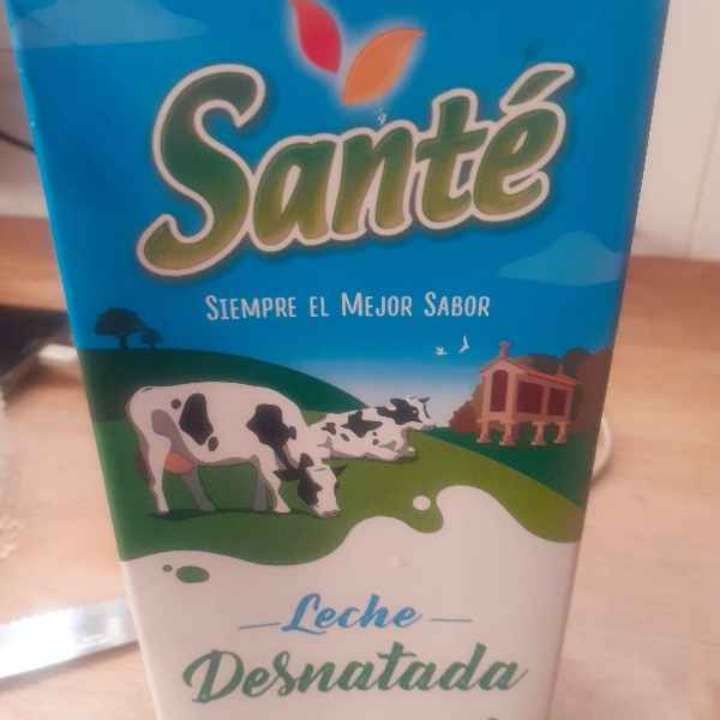 Santé
SIEMPRE EL MEJOR SABOR
Leche
Desnatada